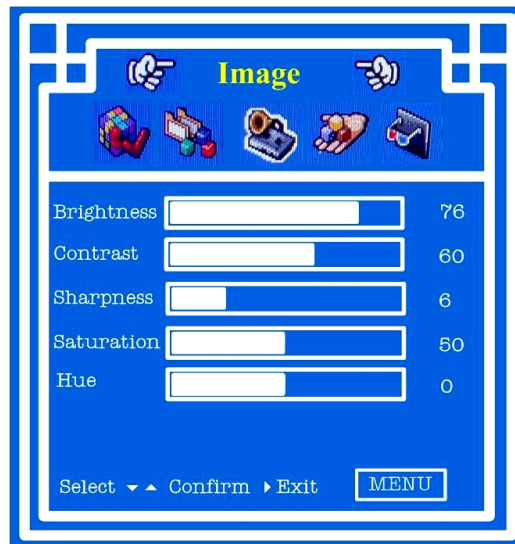 Image
Brightness 76
Contrast 60
Sharpness 6
Saturation 50
Hue 0
Select Confirm Exit MENU